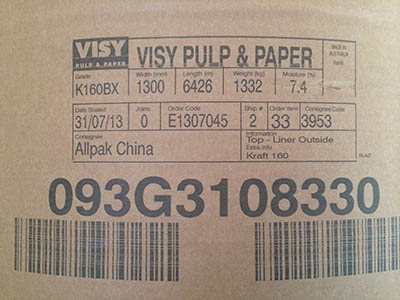 VISY VISY PULP & PAPER MADE IN AUSTRALIA
PULP & PAPER
Grade Width (mm) Length (m) Weight (kg) Moisture (%)
K160BX 1300 6426 1332 7.4
Date Scaled Joins Order Code Ship # Order Item Consignee Code
31/07/13 0 E1307045 2 33 3953
Consignee Information
Allpak China Top - Liner Outside
Extra Info
Kraft 160
093G3108330